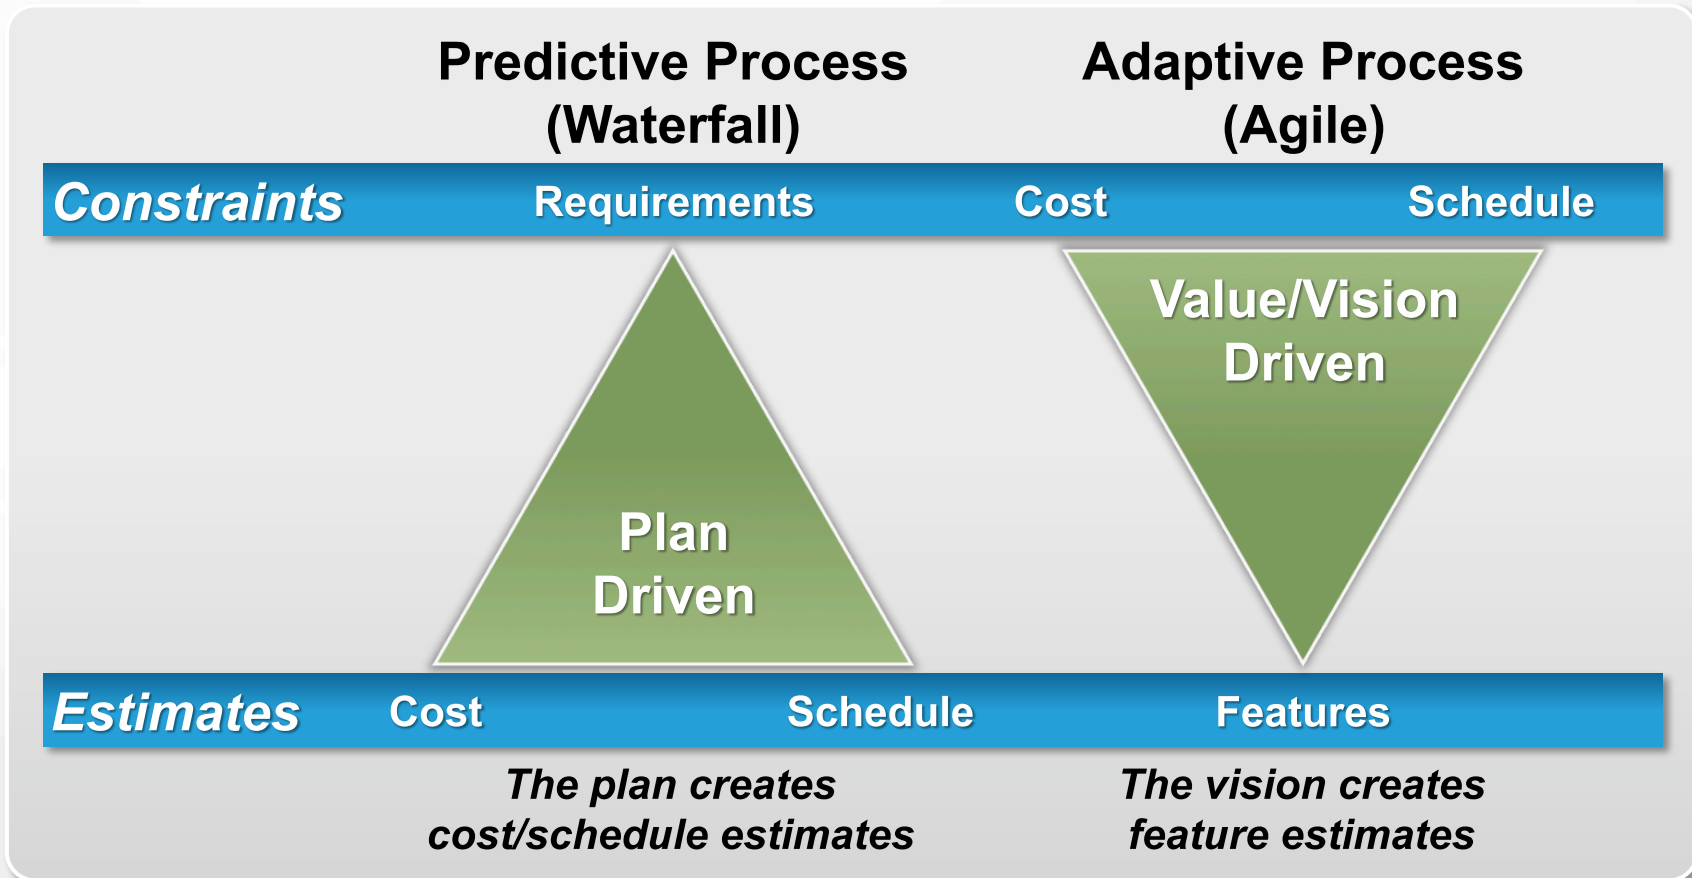 Predictive Process
(Waterfall)
Adaptive Process
(Agile)
Constraints Requirements Cost Schedule
Value/Vision
Driven
Plan
Driven
Estimates Cost Schedule Features
The plan creates
cost/schedule estimates
The vision creates
feature estimates